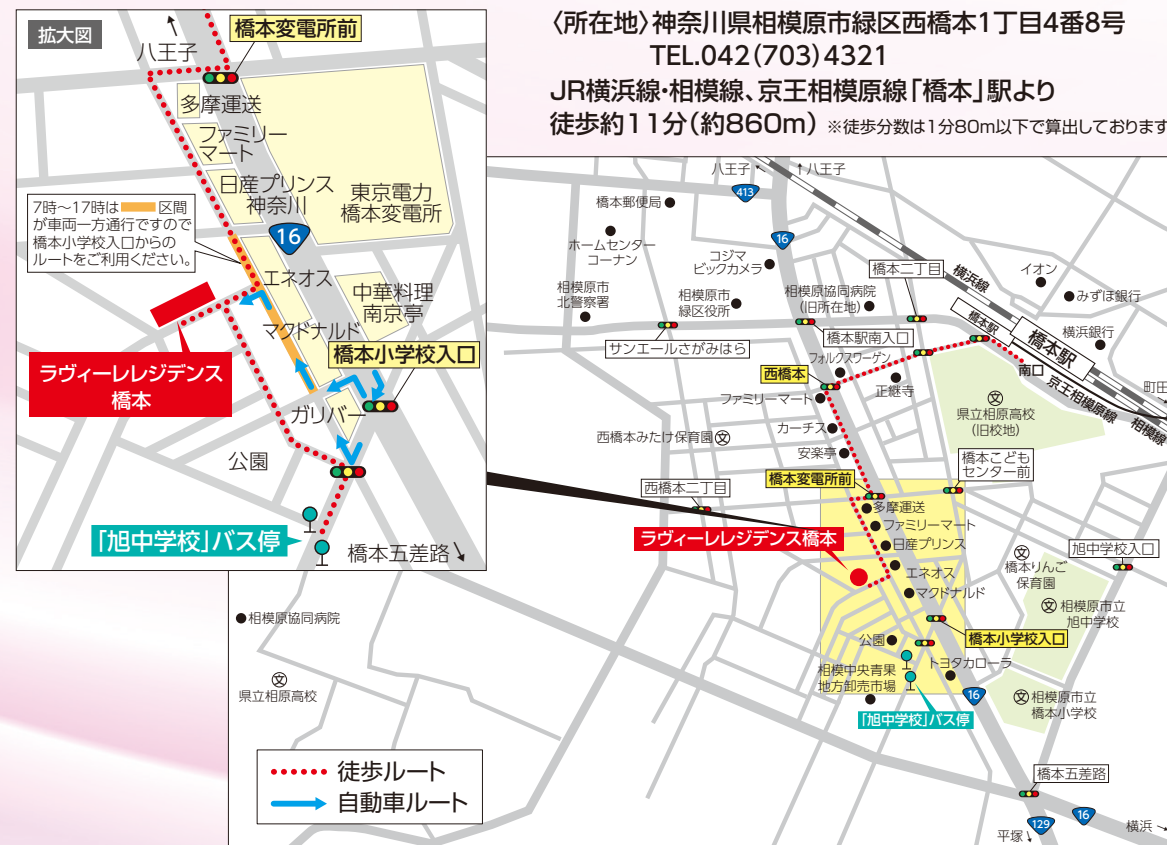 〈所在地〉神奈川県相模原市緑区西橋本1丁目4番8号
TEL.042(703)4321
JR横浜線・相模線、京王相模原線「橋本」駅より
徒歩約11分(約860m) ※徒歩分数は1分80m以下で算出しております
拡大図
八王子
橋本変電所前
多摩運送
ファミリー
マート
日産プリンス
神奈川
東京電力
橋本変電所
7時〜17時は 区間
が車両一方通行ですので
橋本小学校入口からの
ルートをご利用ください。
16
エネオス
中華料理
南京亭
マクドナルド
橋本小学校入口
ラヴィーレレジデンス
橋本
ガリバー
公園
「旭中学校」バス停
橋本五差路
八王子
八王子
413
橋本郵便局
16
ホームセンター
コーナン
コジマ
ビックカメラ
橋本二丁目
横浜線
イオン
みずほ銀行
相模原市
北警察署
相模原市
緑区役所
相模原協同病院
(旧所在地)
橋本駅
橋本駅
横浜銀行
サンエールさがみはら
橋本駅南入口
フォルクスワーゲン
南口
町田
西橋本
正継寺
京王相模原線
相模線
ファミリーマート
県立相原高校
(旧校地)
カーチス
西橋本みたけ保育園
文
文
安楽亭
橋本こども
センター前
橋本変電所前
西橋本二丁目
多摩運送
ファミリーマート
ラヴィーレレジデンス橋本
日産プリンス
旭中学校入口
エネオス
文
橋本りんご
保育園
マクドナルド
文
相模原市立
旭中学校
相模原協同病院
公園
橋本小学校入口
文
県立相原高校
相模中央青果
地方卸売市場
トヨタカローラ
16
文
相模原市立
橋本小学校
「旭中学校」バス停
徒歩ルート
自動車ルート
橋本五差路
129
16
平塚
横浜